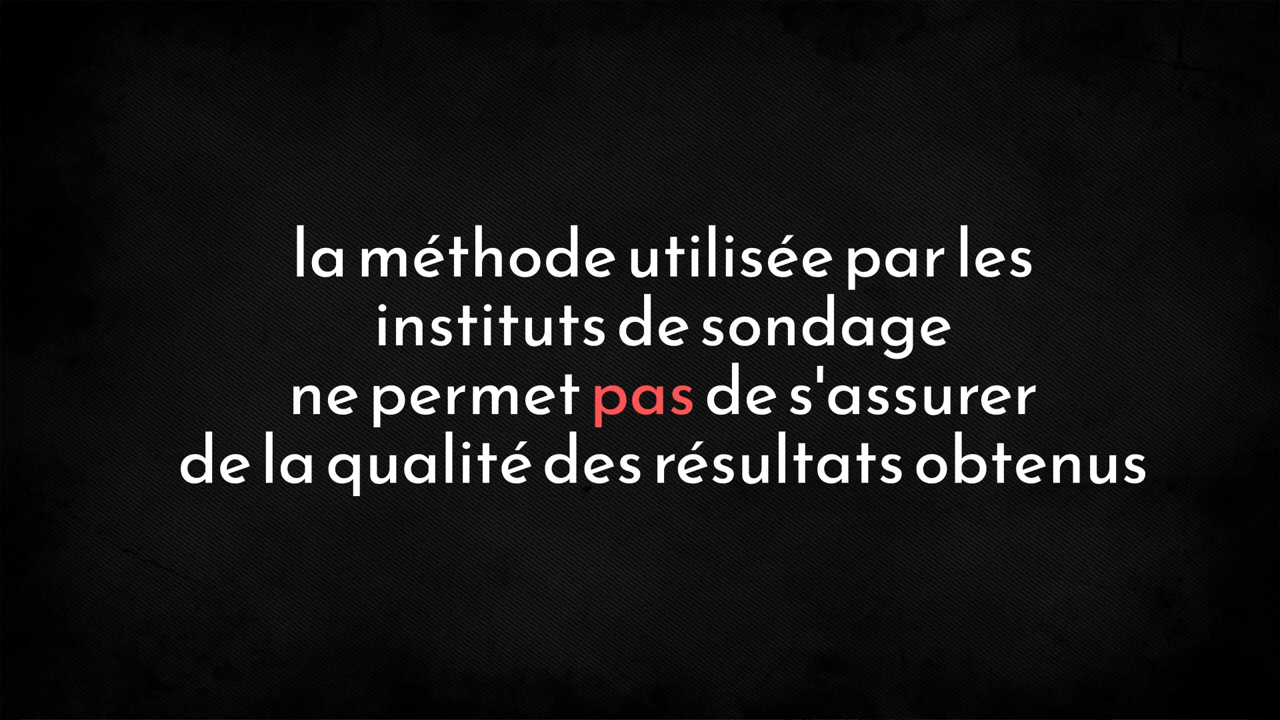 la méthode utilisée par les
instituts de sondage
ne permet pas de s'assurer
de la qualité des résultats obtenus